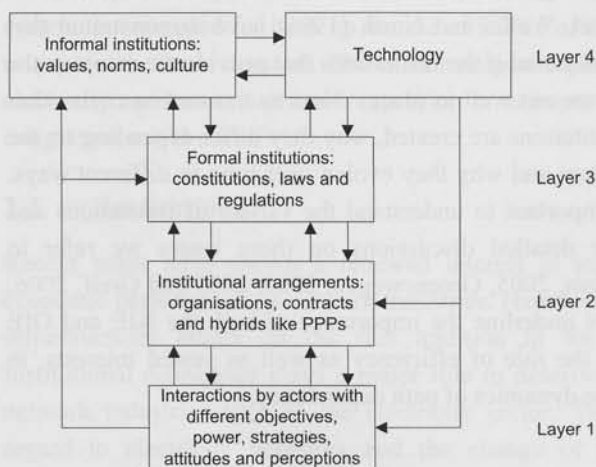 Informal institutions:
values, norms, culture
Technology
Layer 4
Formal institutions:
constitutions, laws and
regulations
Layer 3
Institutional arrangements:
organisations, contracts
and hybrids like PPPs
Layer 2
Interactions by actors with
different objectives,
power, strategies,
attitudes and perceptions
Layer 1